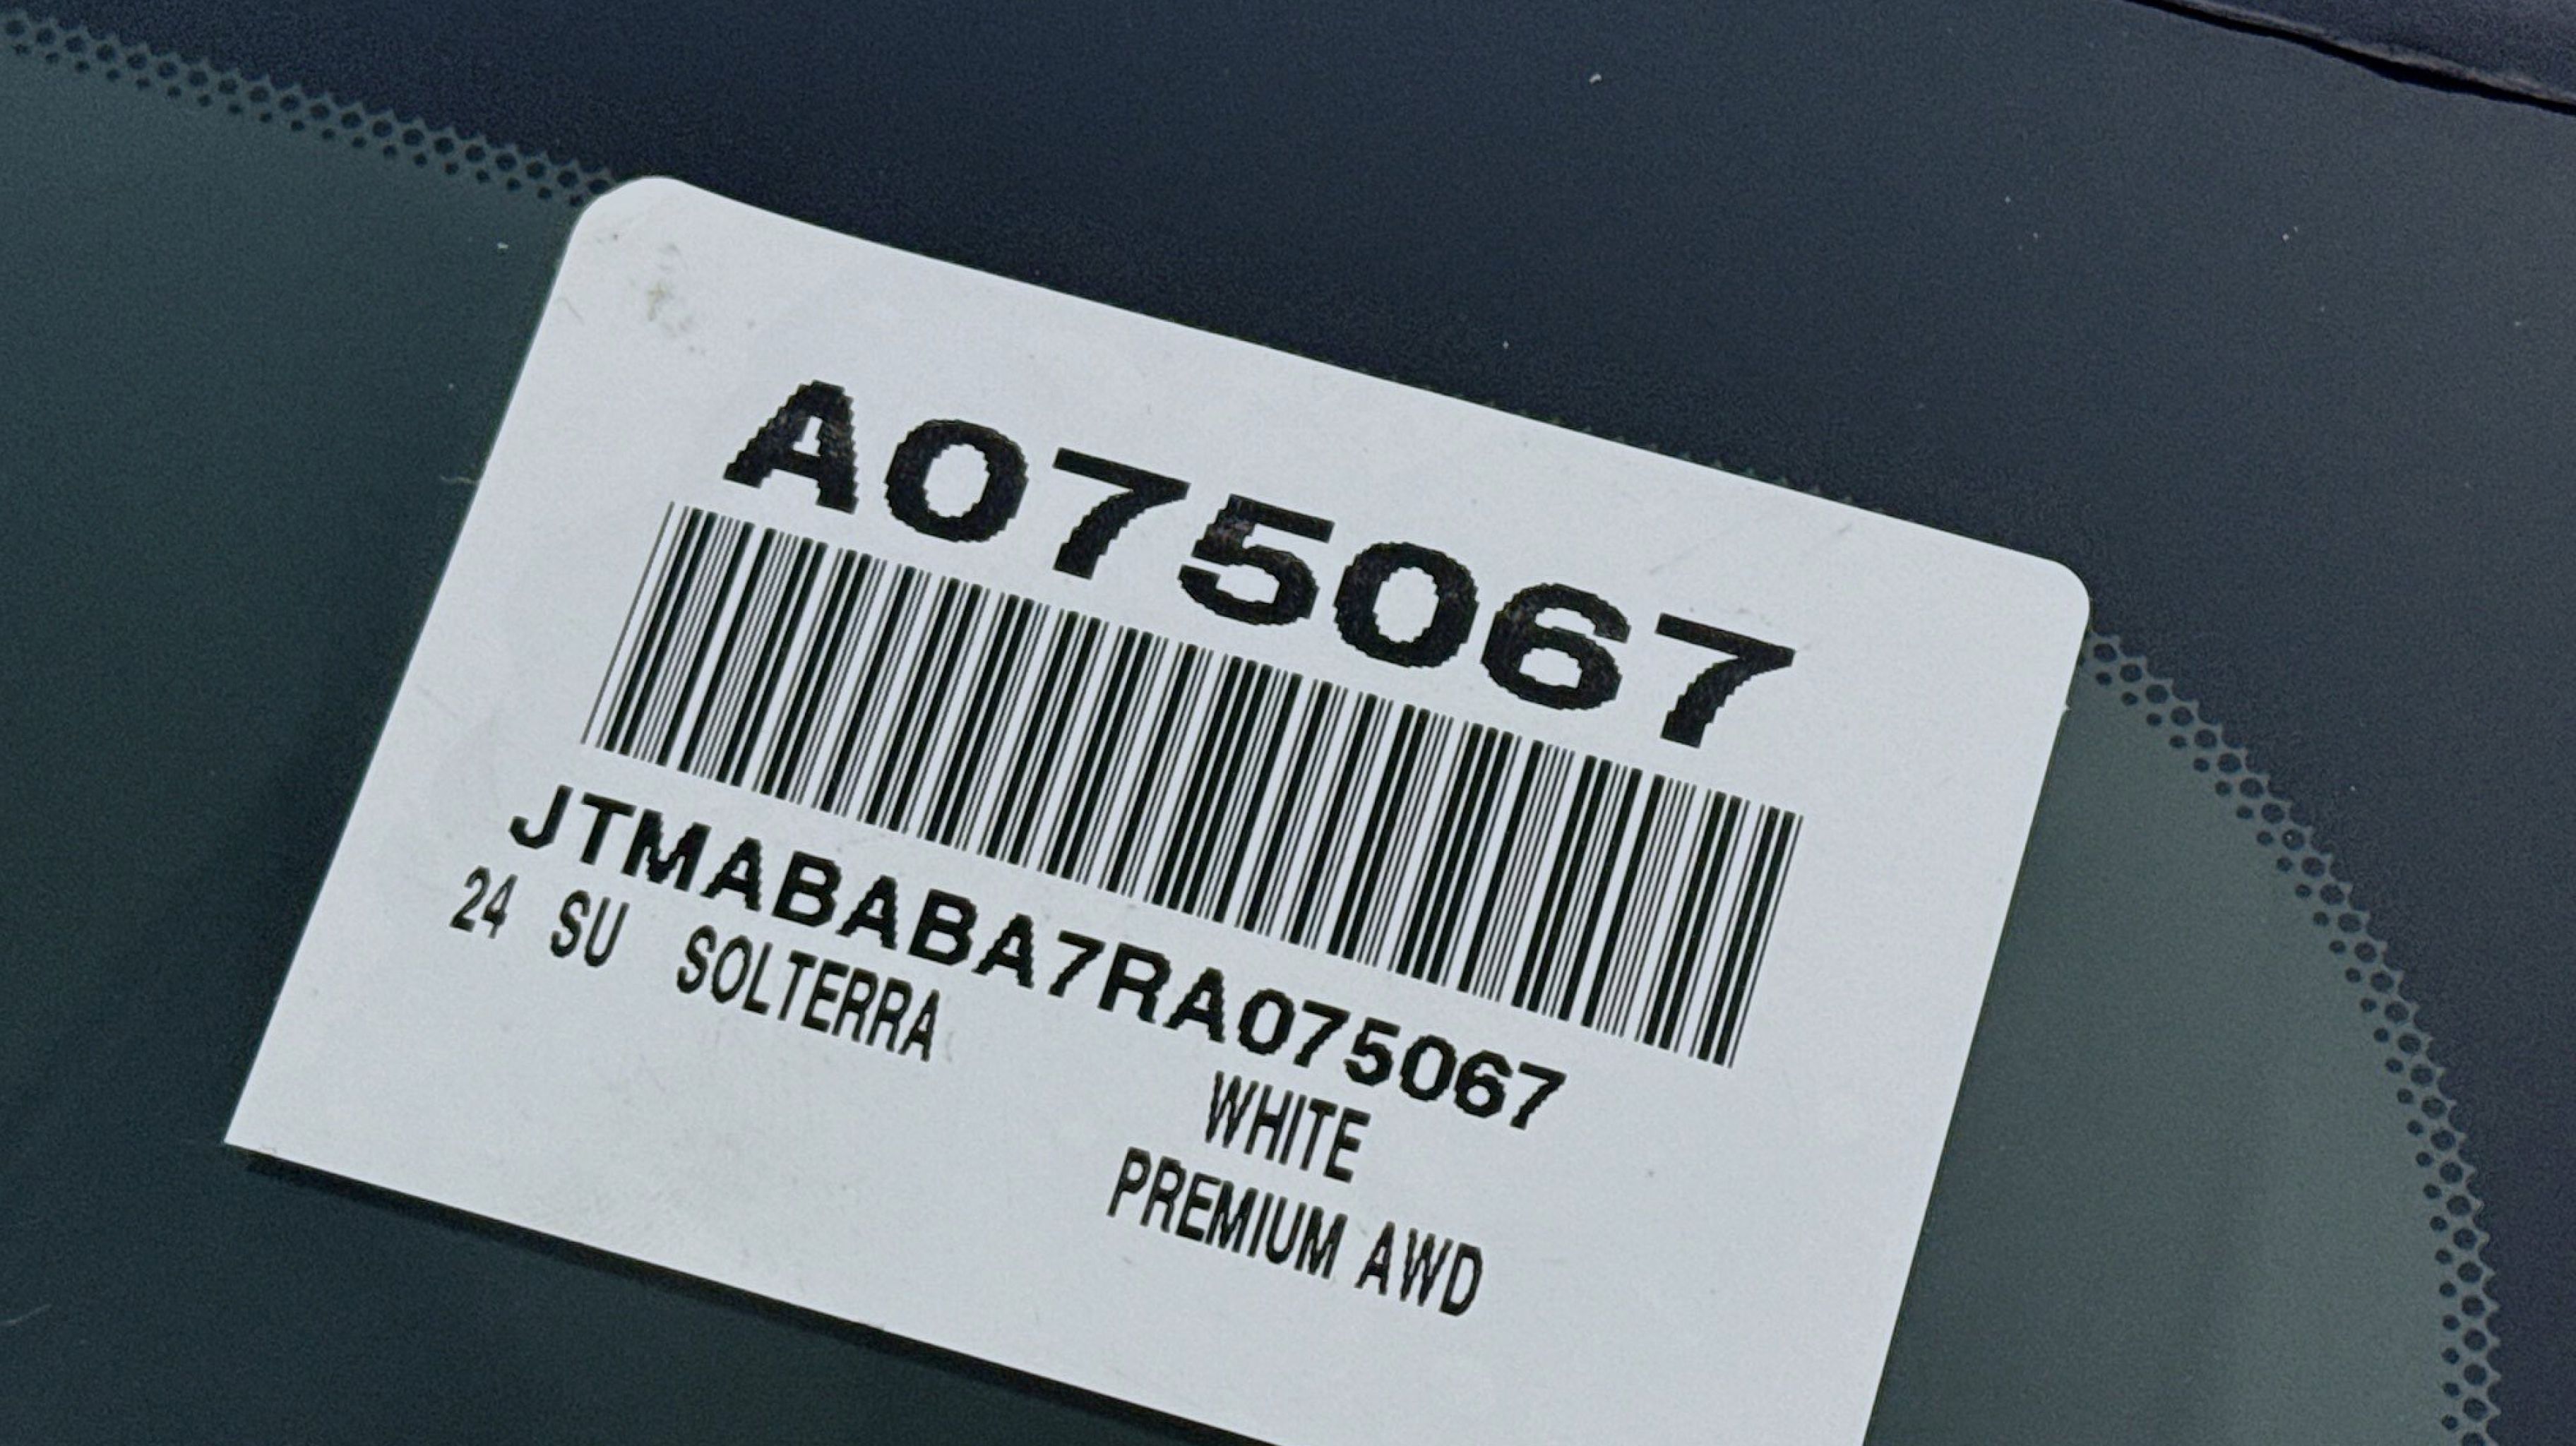 A075067
JTMABABA7RA075067
24 SU SOLTERRA
WHITE
PREMIUM AWD